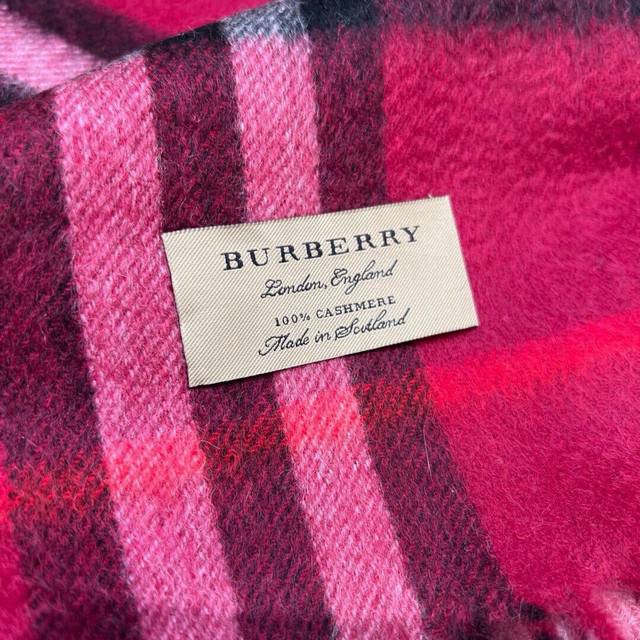 BURBERRY
London, England
100% CASHMERE
Made in Scotland